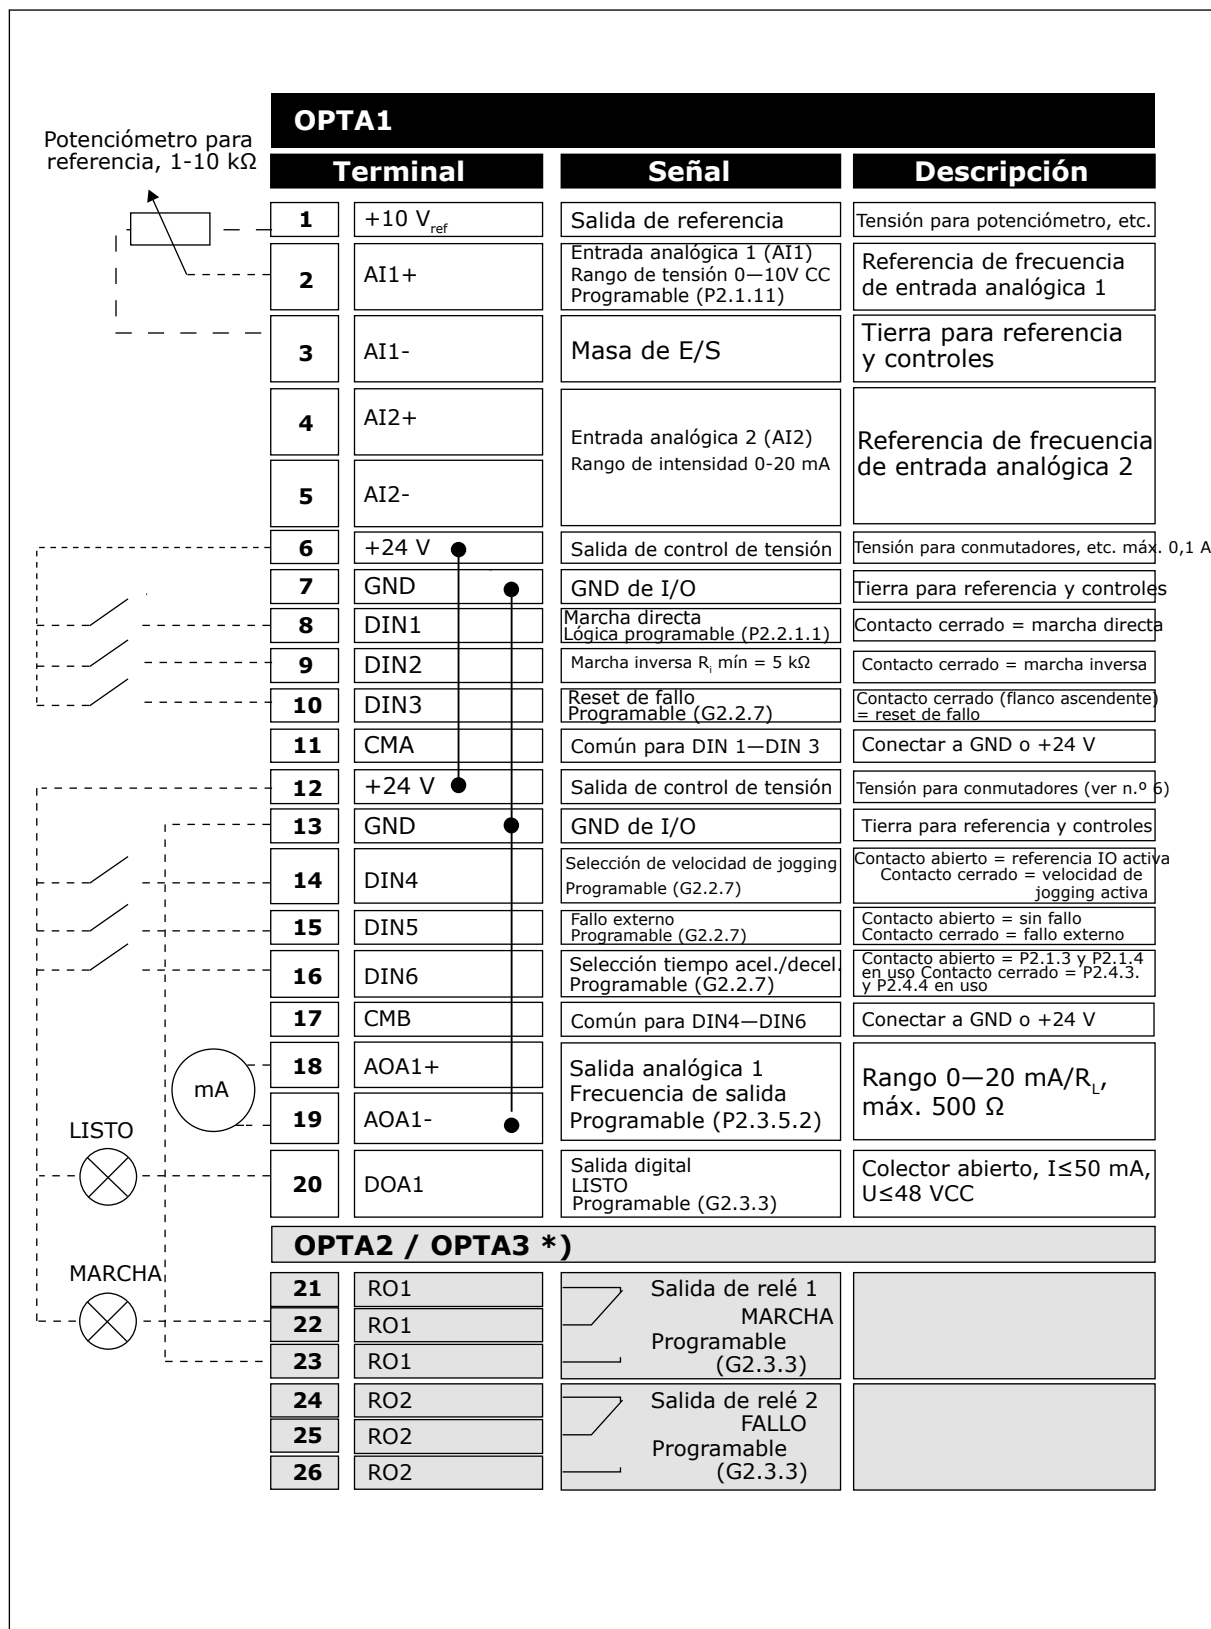 OPTA1
Potenciómetro para
referencia, 1-10 kΩ
Terminal
Señal
Descripción
1
+10 Vref
Salida de referencia
Tensión para potenciómetro, etc.
2
AI1+
Entrada analógica 1 (AI1)
Rango de tensión 0—10V CC
Programable (P2.1.11)
Referencia de frecuencia
de entrada analógica 1
3
AI1-
Masa de E/S
Tierra para referencia
y controles
4
AI2+
Entrada analógica 2 (AI2)
Rango de intensidad 0-20 mA
Referencia de frecuencia
de entrada analógica 2
5
AI2-
6
+24 V
Salida de control de tensión
Tensión para conmutadores, etc. máx. 0,1 A
7
GND
GND de I/O
Tierra para referencia y controles
8
DIN1
Marcha directa
Lógica programable (P2.2.1.1)
Contacto cerrado = marcha directa
9
DIN2
Marcha inversa Ri mín = 5 kΩ
Contacto cerrado = marcha inversa
10
DIN3
Reset de fallo
Programable (G2.2.7)
Contacto cerrado (flanco ascendente)
= reset de fallo
11
CMA
Común para DIN 1—DIN 3
Conectar a GND o +24 V
12
+24 V
Salida de control de tensión
Tensión para conmutadores (ver n.º 6)
13
GND
GND de I/O
Tierra para referencia y controles
14
DIN4
Selección de velocidad de jogging
Programable (G2.2.7)
Contacto abierto = referencia IO activa
Contacto cerrado = velocidad de
jogging activa
15
DIN5
Fallo externo
Programable (G2.2.7)
Contacto abierto = sin fallo
Contacto cerrado = fallo externo
16
DIN6
Selección tiempo acel./decel.
Programable (G2.2.7)
Contacto abierto = P2.1.3 y P2.1.4
en uso Contacto cerrado = P2.4.3.
y P2.4.4 en uso
17
CMB
Común para DIN4—DIN6
Conectar a GND o +24 V
mA
18
AOA1+
Salida analógica 1
Frecuencia de salida
Programable (P2.3.5.2)
Rango 0—20 mA/RL,
máx. 500 Ω
19
AOA1-
LISTO
20
DOA1
Salida digital
LISTO
Programable (G2.3.3)
Colector abierto, I≤50 mA,
U≤48 VCC
OPTA2 / OPTA3 *)
MARCHA
21
RO1
Salida de relé 1
MARCHA
Programable
(G2.3.3)
22
RO1
23
RO1
24
RO2
Salida de relé 2
FALLO
Programable
(G2.3.3)
25
RO2
26
RO2